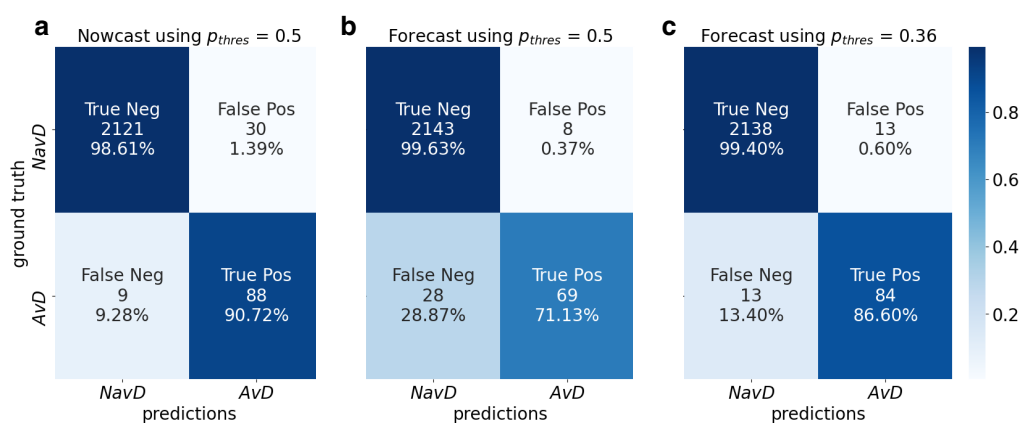 a
Nowcast using p_thres = 0.5
True Neg
2121
98.61%
False Pos
30
1.39%
False Neg
9
9.28%
True Pos
88
90.72%
NavD
AvD
ground truth
NavD
AvD
predictions
b
Forecast using p_thres = 0.5
True Neg
2143
99.63%
False Pos
8
0.37%
False Neg
28
28.87%
True Pos
69
71.13%
NavD
AvD
predictions
c
Forecast using p_thres = 0.36
True Neg
2138
99.40%
False Pos
13
0.60%
False Neg
13
13.40%
True Pos
84
86.60%
NavD
AvD
predictions
0.8
0.6
0.4
0.2